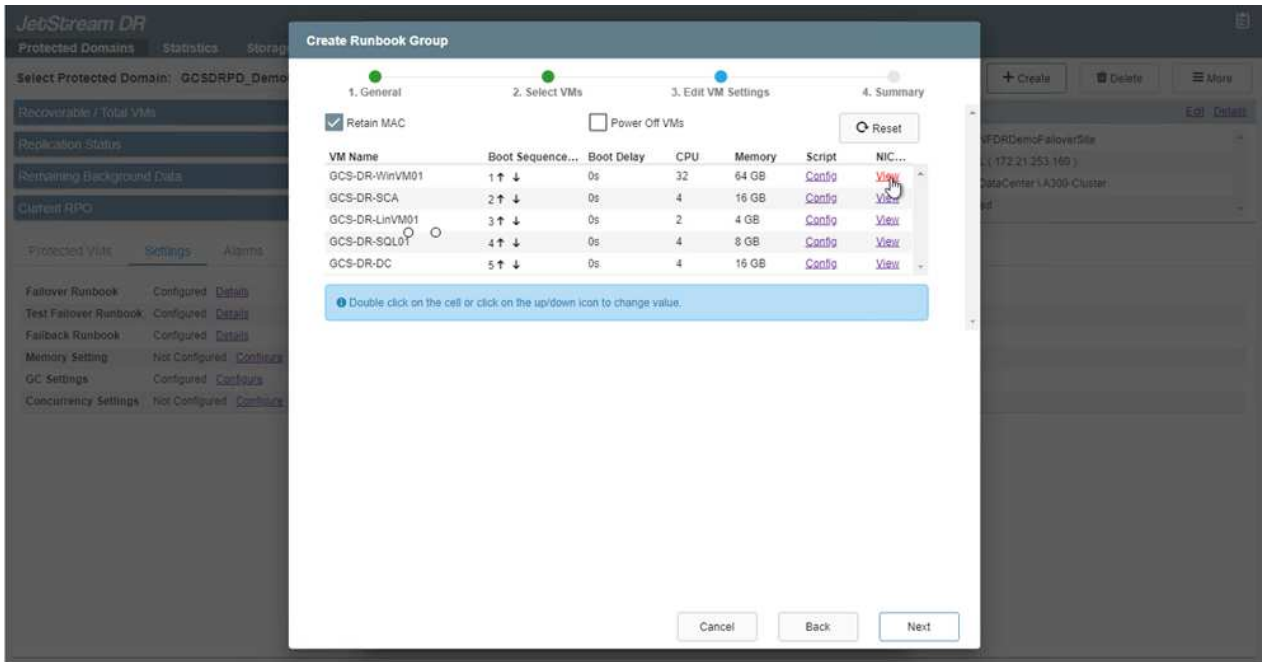 JetStream DR
Protected Domains Statistics Storag
Select Protected Domain: GCSDRPD_Demo
+ Create Delete More
Recoverable / Total VMs
Replication Status
Remaining Background Data
Current RPO
Edit Details
VFDRDemoFailoverSite
L ( 172.21.253.160 )
DataCenter \ A300-Cluster
ed
Protected VMs Settings Alarms
Failover Runbook Configured Details
Test Failover Runbook Configured Details
Failback Runbook Configured Details
Memory Setting Not Configured Configure
GC Settings Configured Configure
Concurrency Settings Not Configured Configure
Create Runbook Group
1. General 2. Select VMs 3. Edit VM Settings 4. Summary
Retain MAC Power Off VMs Reset
VM Name Boot Sequence... Boot Delay CPU Memory Script NIC...
GCS-DR-WinVM01 1 ↑ ↓ 0s 32 64 GB Config View
GCS-DR-SCA 2 ↑ ↓ 0s 4 16 GB Config View
GCS-DR-LinVM01 3 ↑ ↓ 0s 2 4 GB Config View
GCS-DR-SQL01 4 ↑ ↓ 0s 4 8 GB Config View
GCS-DR-DC 5 ↑ ↓ 0s 4 16 GB Config View
Double click on the cell or click on the up/down icon to change value.
Cancel Back Next